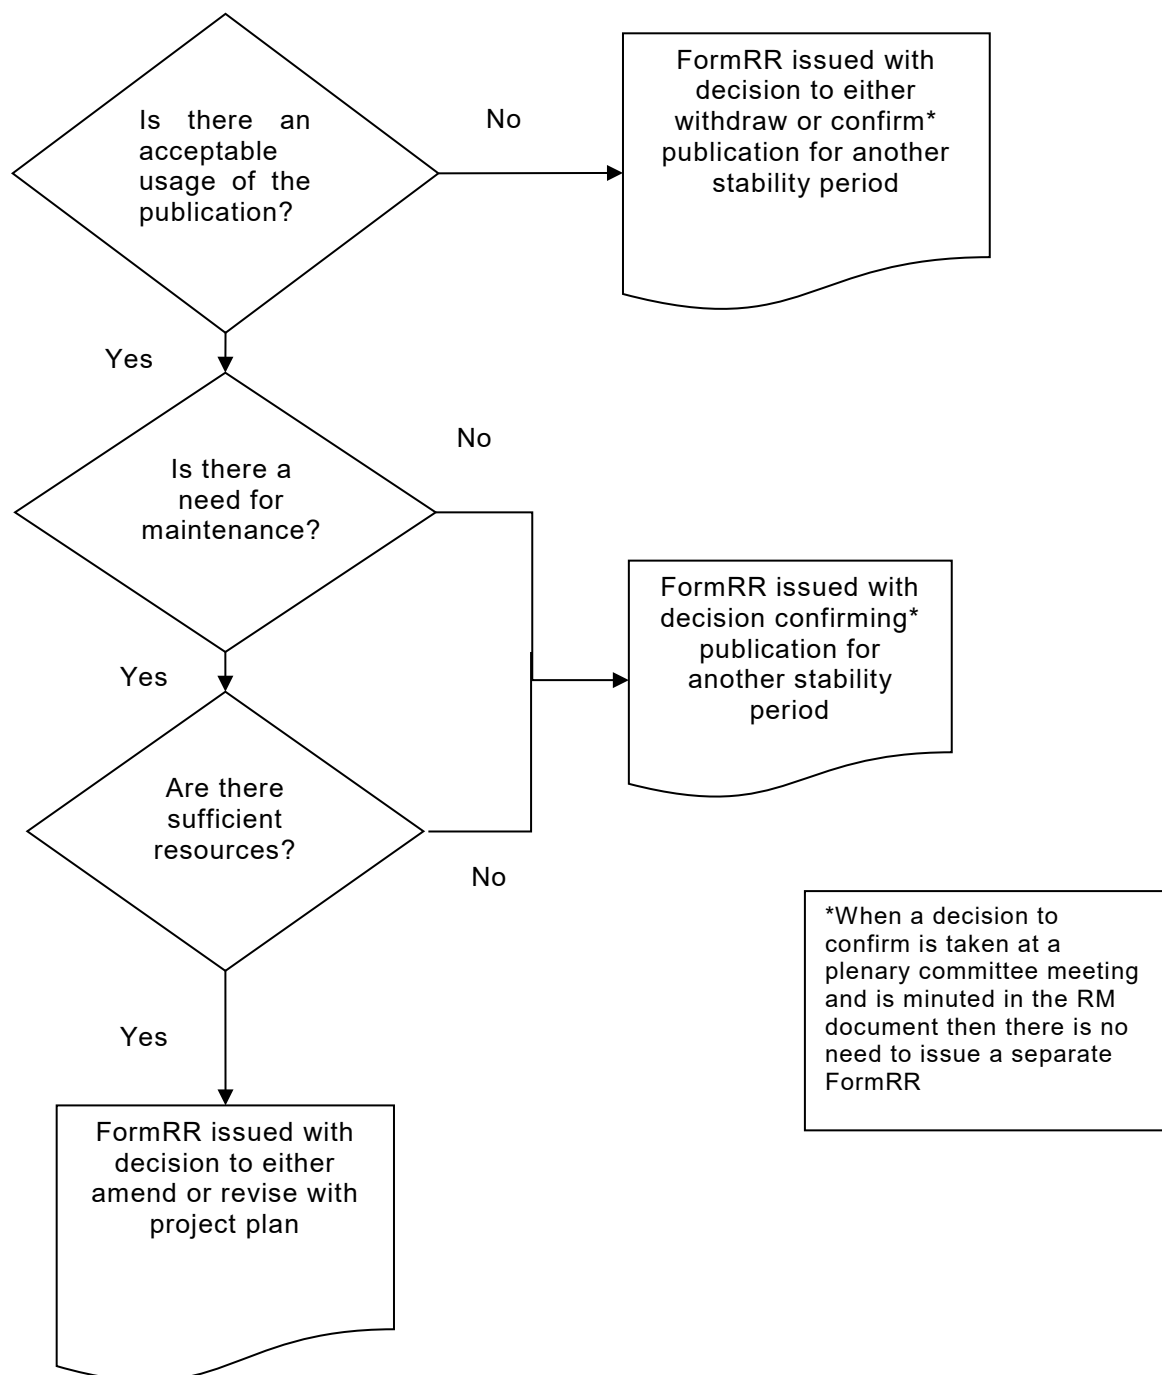 Is there an
acceptable
usage of the
publication?
No
FormRR issued with
decision to either
withdraw or confirm*
publication for another
stability period
Yes
Is there a
need for
maintenance?
No
FormRR issued with
decision confirming*
publication for
another stability
period
Yes
Are there
sufficient
resources?
No
*When a decision to
confirm is taken at a
plenary committee meeting
and is minuted in the RM
document then there is no
need to issue a separate
FormRR
Yes
FormRR issued with
decision to either
amend or revise with
project plan